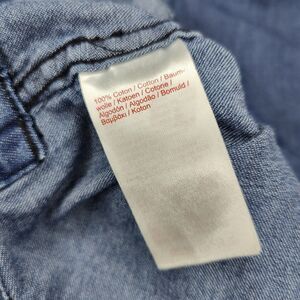 100% Coton / Cotton / Baum-
wolle / Katoen / Cotone /
Algodón / Algodão / Bomuld /
Βαμβάκι / Koton